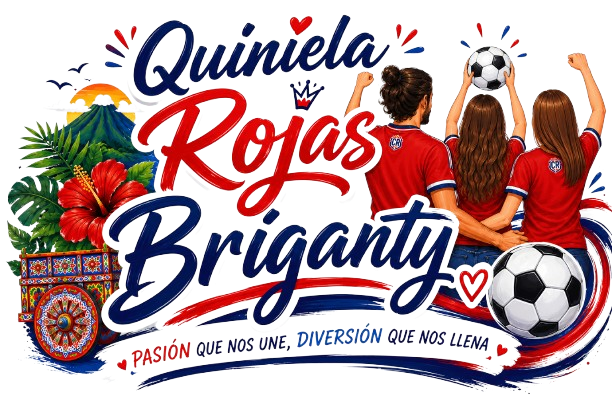 Quiniela
Rojas
Briganty
PASIÓN QUE NOS UNE, DIVERSIÓN QUE NOS LLENA